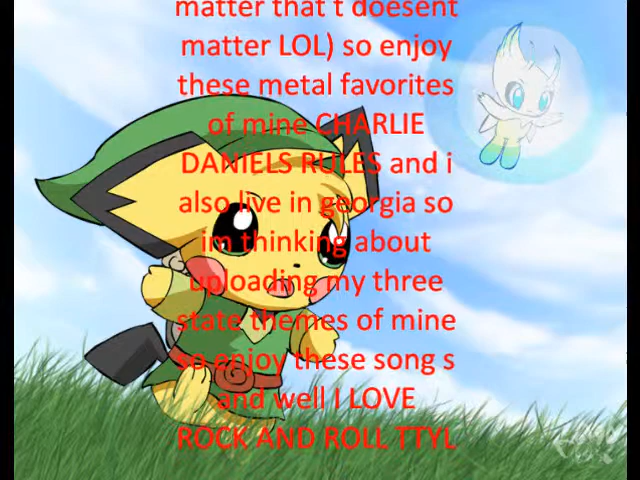 matter that t doesent
matter LOL) so enjoy
these metal favorites
of mine CHARLIE
DANIELS RULES and i
also live in georgia so
im thinking about
uploading my three
state themes of mine
so enjoy these song s
and well I LOVE
ROCK AND ROLL TTYL